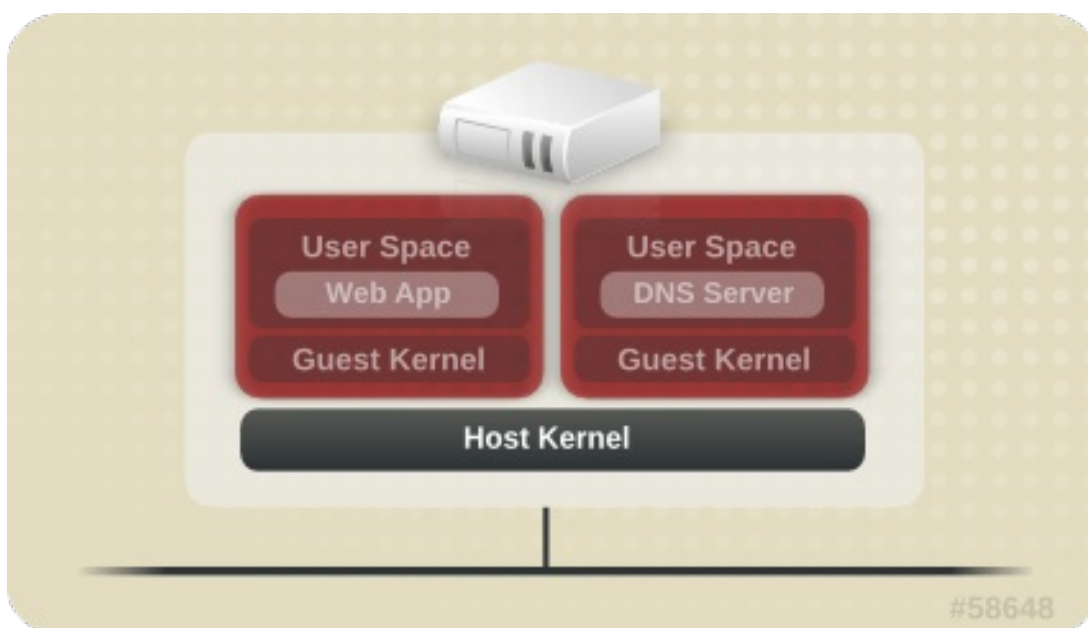 User Space
Web App
Guest Kernel
User Space
DNS Server
Guest Kernel
Host Kernel
#58648